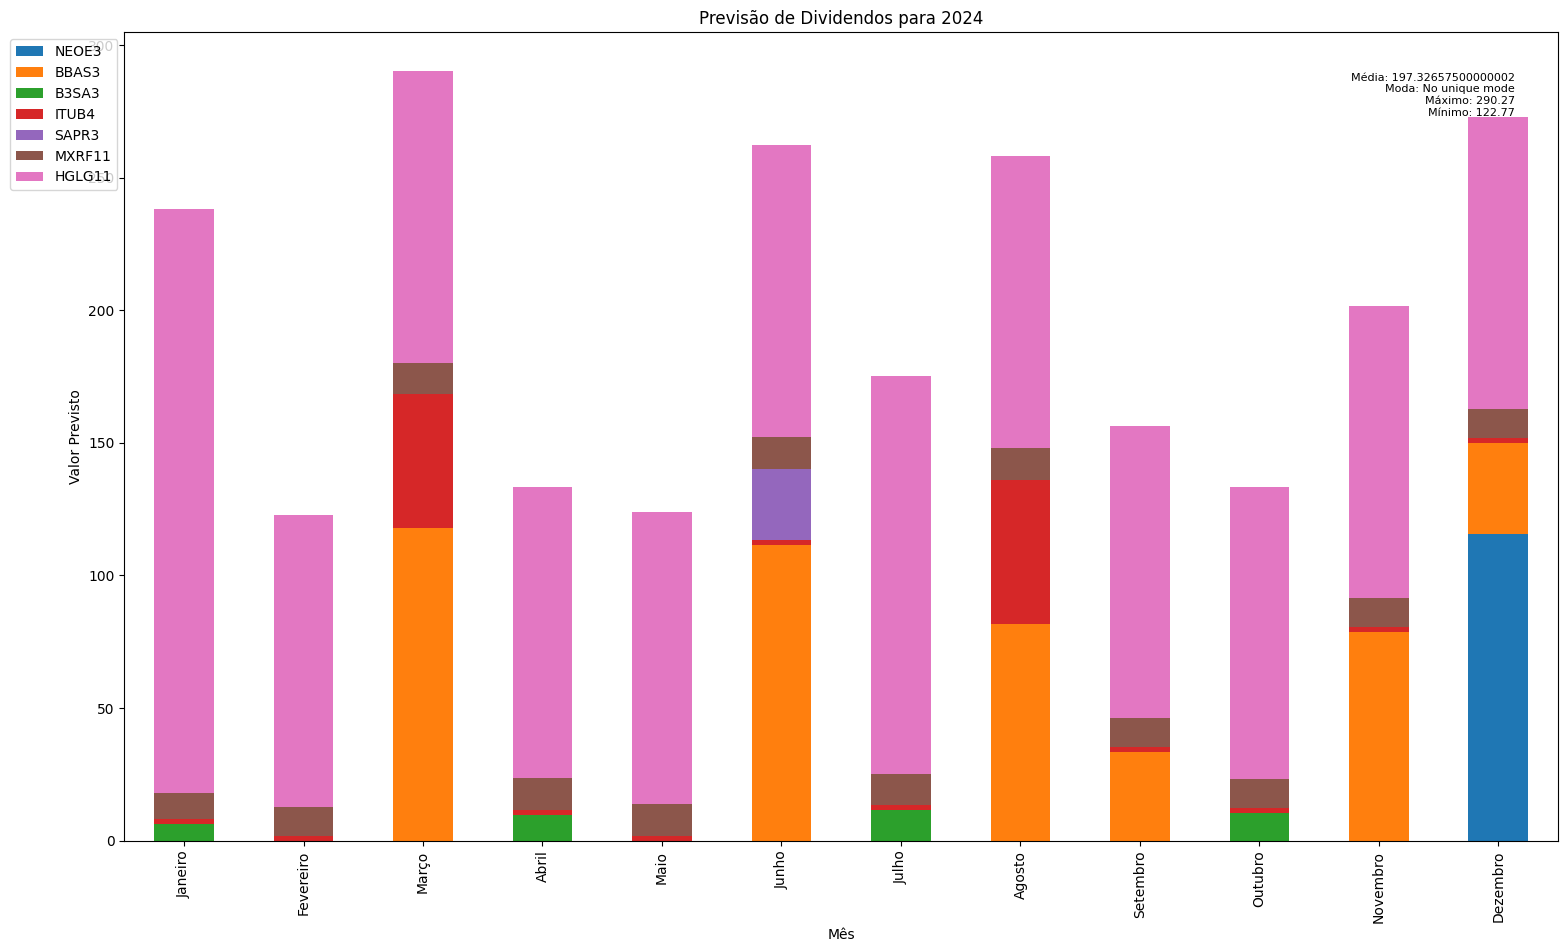 Previsão de Dividendos para 2024
NEOE3
BBAS3
B3SA3
ITUB4
SAPR3
MXRF11
HGLG11
Média: 197.32657500000002
Moda: No unique mode
Máximo: 290.27
Mínimo: 122.77
Valor Previsto
300
250
200
150
100
50
0
Janeiro
Fevereiro
Março
Abril
Maio
Junho
Julho
Agosto
Setembro
Outubro
Novembro
Dezembro
Mês